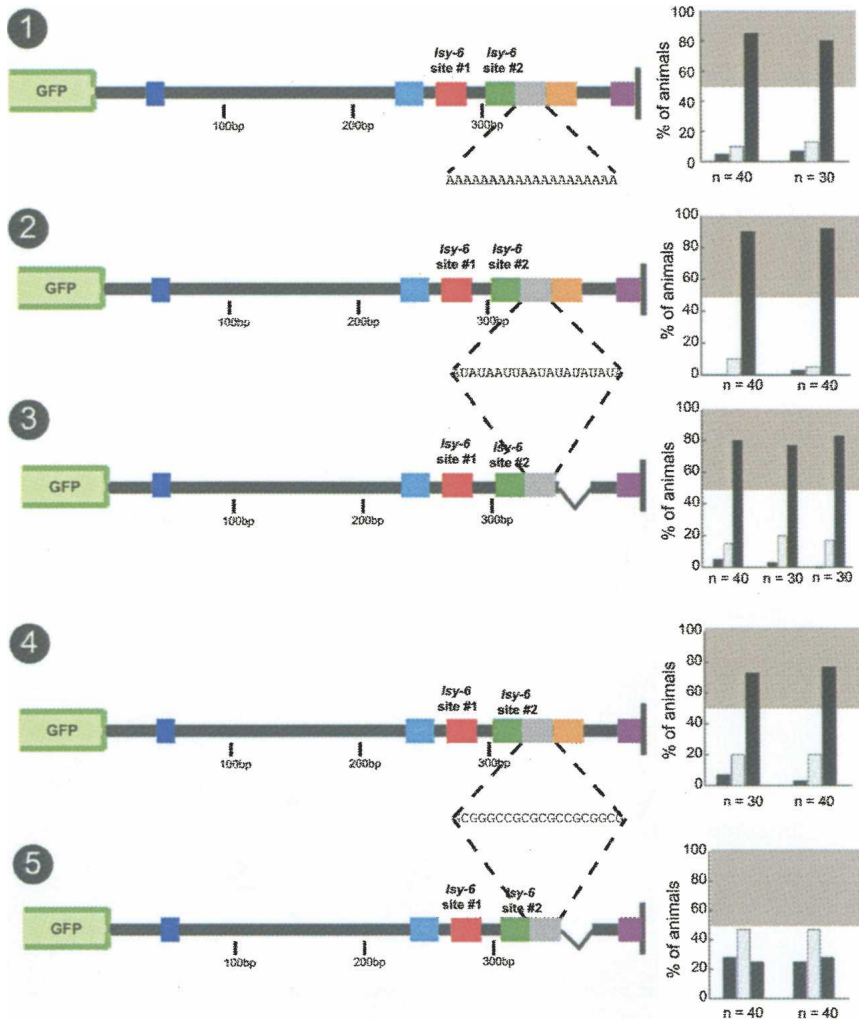 1
lsy-6
site #1
lsy-6
site #2
GFP
100bp
200bp
300bp
AAAAAAAAAAAAAAAAAAAA
% of animals
100
80
60
40
20
0
n = 40
n = 30
2
lsy-6
site #1
lsy-6
site #2
GFP
100bp
200bp
300bp
AUAUAAUUAAUAUAUAUAUA
% of animals
100
80
60
40
20
0
n = 40
n = 40
3
lsy-6
site #1
lsy-6
site #2
GFP
100bp
200bp
300bp
% of animals
100
80
60
40
20
0
n = 40
n = 30
n = 30
4
lsy-6
site #1
lsy-6
site #2
GFP
100bp
200bp
300bp
GCGGGCCGCGCGCCGCGGCC
% of animals
100
80
60
40
20
0
n = 30
n = 40
5
lsy-6
site #1
lsy-6
site #2
GFP
100bp
200bp
300bp
% of animals
100
80
60
40
20
0
n = 40
n = 40